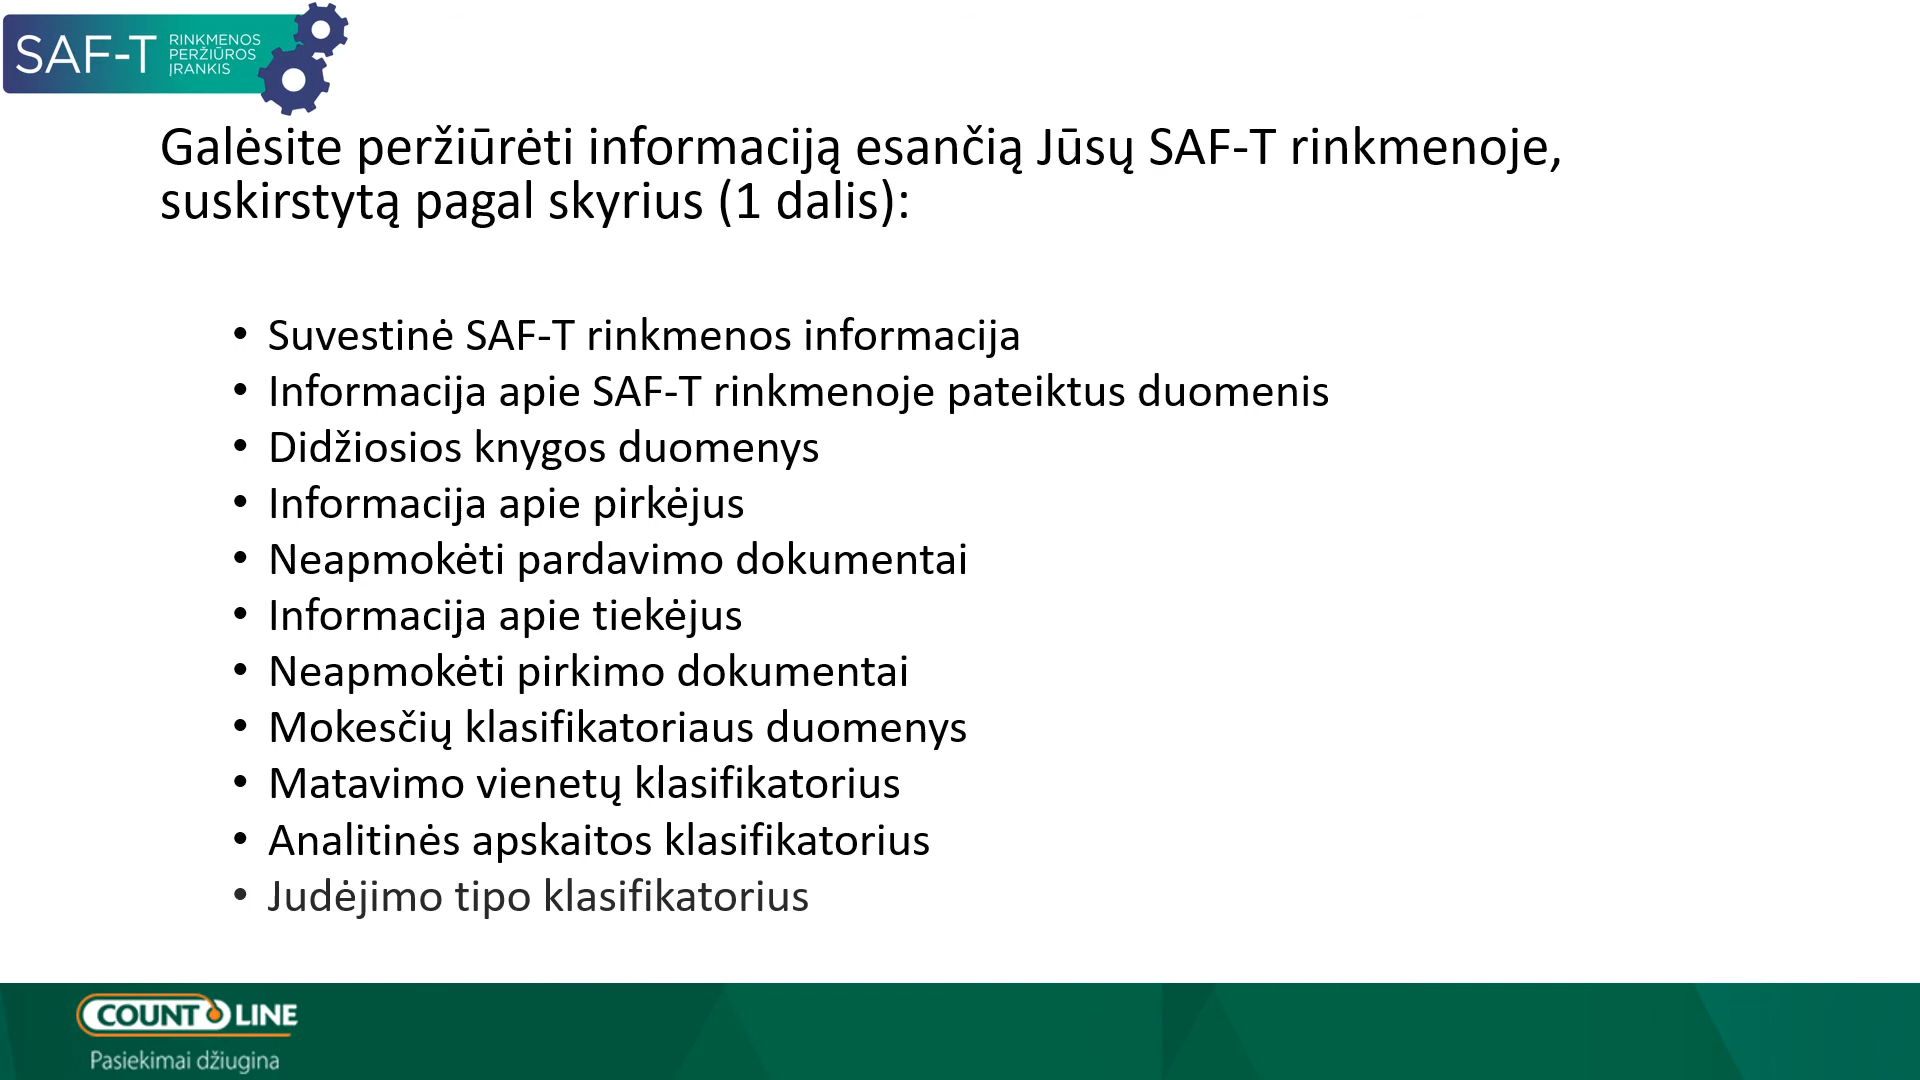 SAF-T
RINKMENOS
PERŽIŪROS
ĮRANKIS
Galėsite peržiūrėti informaciją esančią Jūsų SAF-T rinkmenoje,
suskirstytą pagal skyrius (1 dalis):
• Suvestinė SAF-T rinkmenos informacija
• Informacija apie SAF-T rinkmenoje pateiktus duomenis
• Didžiosios knygos duomenys
• Informacija apie pirkėjus
• Neapmokėti pardavimo dokumentai
• Informacija apie tiekėjus
• Neapmokėti pirkimo dokumentai
• Mokesčių klasifikatoriaus duomenys
• Matavimo vienetų klasifikatorius
• Analitinės apskaitos klasifikatorius
• Judėjimo tipo klasifikatorius
COUNT LINE
Pasiekimai džiugina